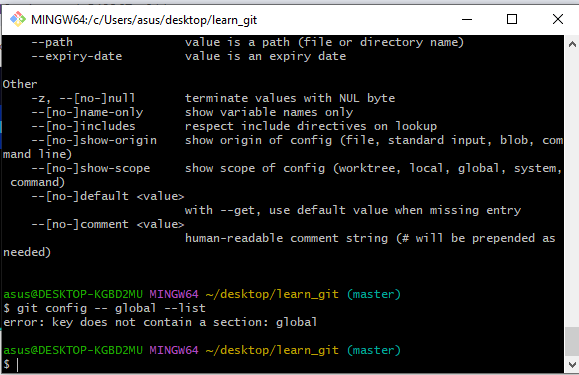 MINGW64:/c/Users/asus/desktop/learn_git
--path value is a path (file or directory name)
--expiry-date value is an expiry date
Other
-z, --[no-]null terminate values with NUL byte
--[no-]name-only show variable names only
--[no-]includes respect include directives on lookup
--[no-]show-origin show origin of config (file, standard input, blob, com
mand line)
--[no-]show-scope show scope of config (worktree, local, global, system,
command)
--[no-]default <value>
with --get, use default value when missing entry
--[no-]comment <value>
human-readable comment string (# will be prepended as
needed)
asus@DESKTOP-KGBD2MU MINGW64 ~/desktop/learn_git (master)
$ git config -- global --list
error: key does not contain a section: global
asus@DESKTOP-KGBD2MU MINGW64 ~/desktop/learn_git (master)
$